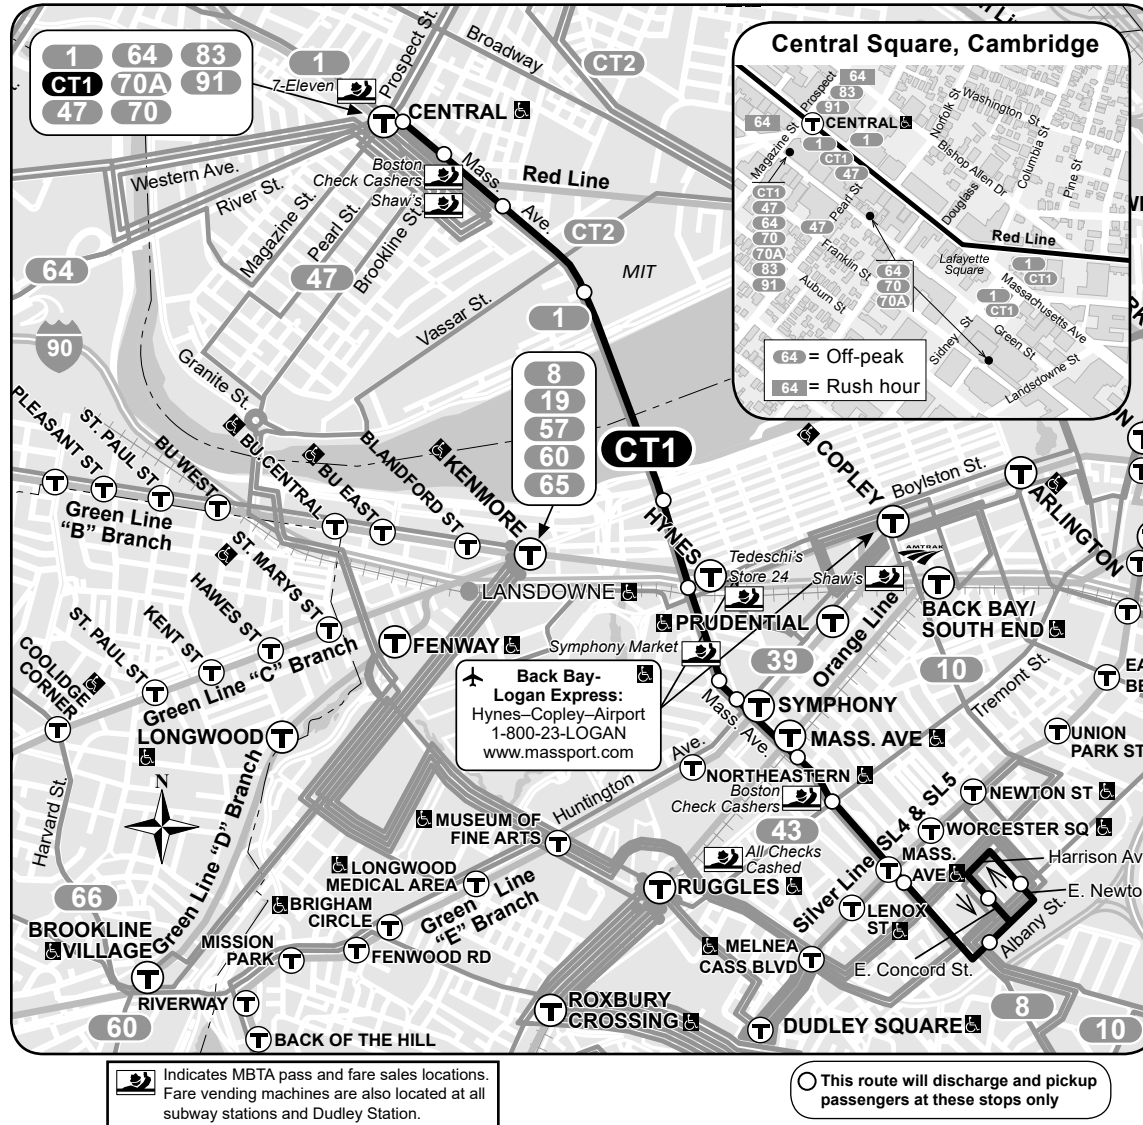 1 64 83
CT1 70A 91
47 70
1
7-Eleven
Prospect St.
Broadway
CT2
CENTRAL
Western Ave.
River St.
Magazine St.
Pearl St.
Brookline St.
Boston
Check Cashers
Shaw's
Mass.
Ave.
Red Line
CT2
MIT
64
47
90
Vassar St.
Granite St.
1
8
19
57
60
65
CT1
Central Square, Cambridge
Prospect
64
83
91
64
CENTRAL
Magazine St.
1
1
CT1
47
Norfolk St
Washington St
Columbia St
Bishop Allen Dr
Pine St
Douglass
CT1
47
64
70
70A
83
91
47
Pearl St
Franklin St
Auburn St
64
70
70A
Red Line
Lafayette
Square
1
CT1
1
CT1
Massachusetts Ave
Green St
Sidney St
Landsdowne St
64 = Off-peak
64 = Rush hour
PLEASANT ST
ST. PAUL ST
BU WEST
BU CENTRAL
BU EAST
BLANDFORD ST
KENMORE
Green Line
“B” Branch
COPLEY
Boylston St.
ARLINGTON
HYNES
Tedeschi's
Store 24
Shaw's
AMTRAK
LANSDOWNE
PRUDENTIAL
BACK BAY/
SOUTH END
ST. MARYS ST
HAWES ST
KENT ST
ST. PAUL ST
COOLIDGE
CORNER
Green Line “C” Branch
FENWAY
Symphony Market
39
Orange Line
10
Tremont St.
Back Bay-
Logan Express:
Hynes–Copley–Airport
1-800-23-LOGAN
www.massport.com
Mass. Ave.
SYMPHONY
MASS. AVE
UNION
PARK ST
LONGWOOD
N
Harvard St.
Green Line “D” Branch
NORTHEASTERN
Boston
Check Cashers
Huntington Ave.
NEWTON ST
WORCESTER SQ
MUSEUM OF
FINE ARTS
43
All Checks
Cashed
Silver Line SL4 & SL5
MASS.
AVE
LONGWOOD
MEDICAL AREA
Green Line
“E” Branch
RUGGLES
LENOX
ST
Albany St.
66
BROOKLINE
VILLAGE
BRIGHAM
CIRCLE
MISSION
PARK
FENWOOD RD
MELNEA
CASS BLVD
E. Concord St.
RIVERWAY
ROXBURY
CROSSING
DUDLEY SQUARE
8
60
BACK OF THE HILL
10
Indicates MBTA pass and fare sales locations.
Fare vending machines are also located at all
subway stations and Dudley Station.
This route will discharge and pickup
passengers at these stops only